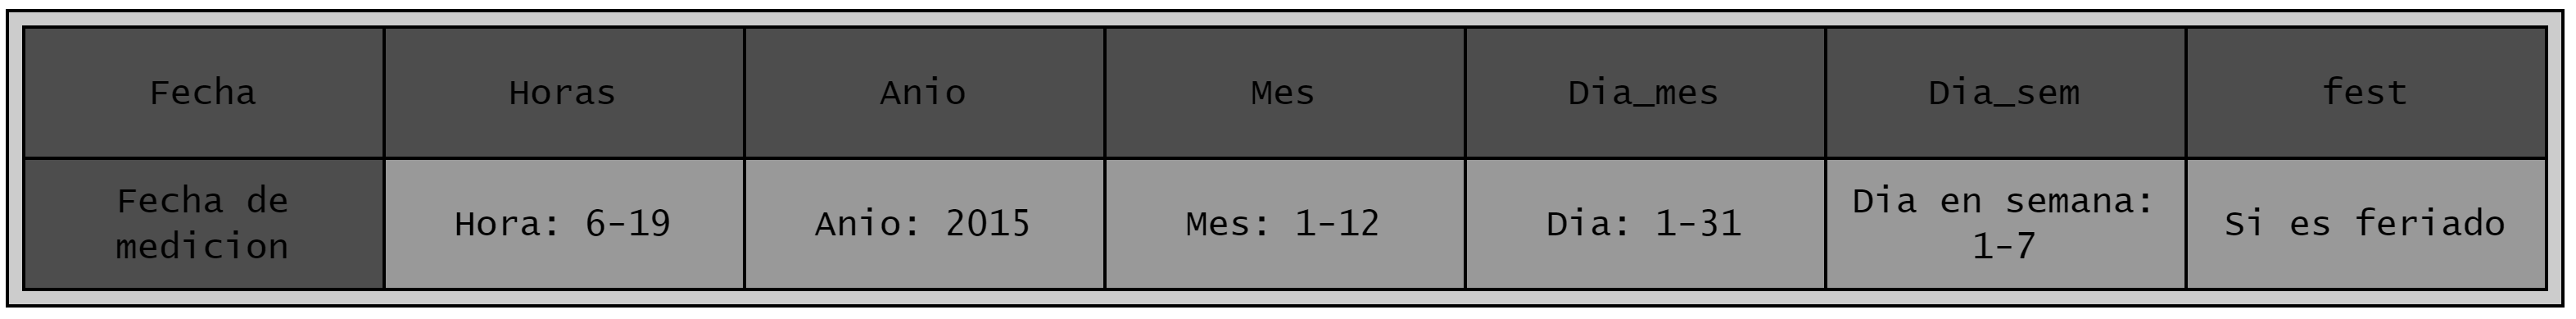 Fecha Horas Anio Mes Dia_mes Dia_sem fest
Fecha de
medicion
Hora: 6-19
Anio: 2015
Mes: 1-12
Dia: 1-31
Dia en semana:
1-7
Si es feriado